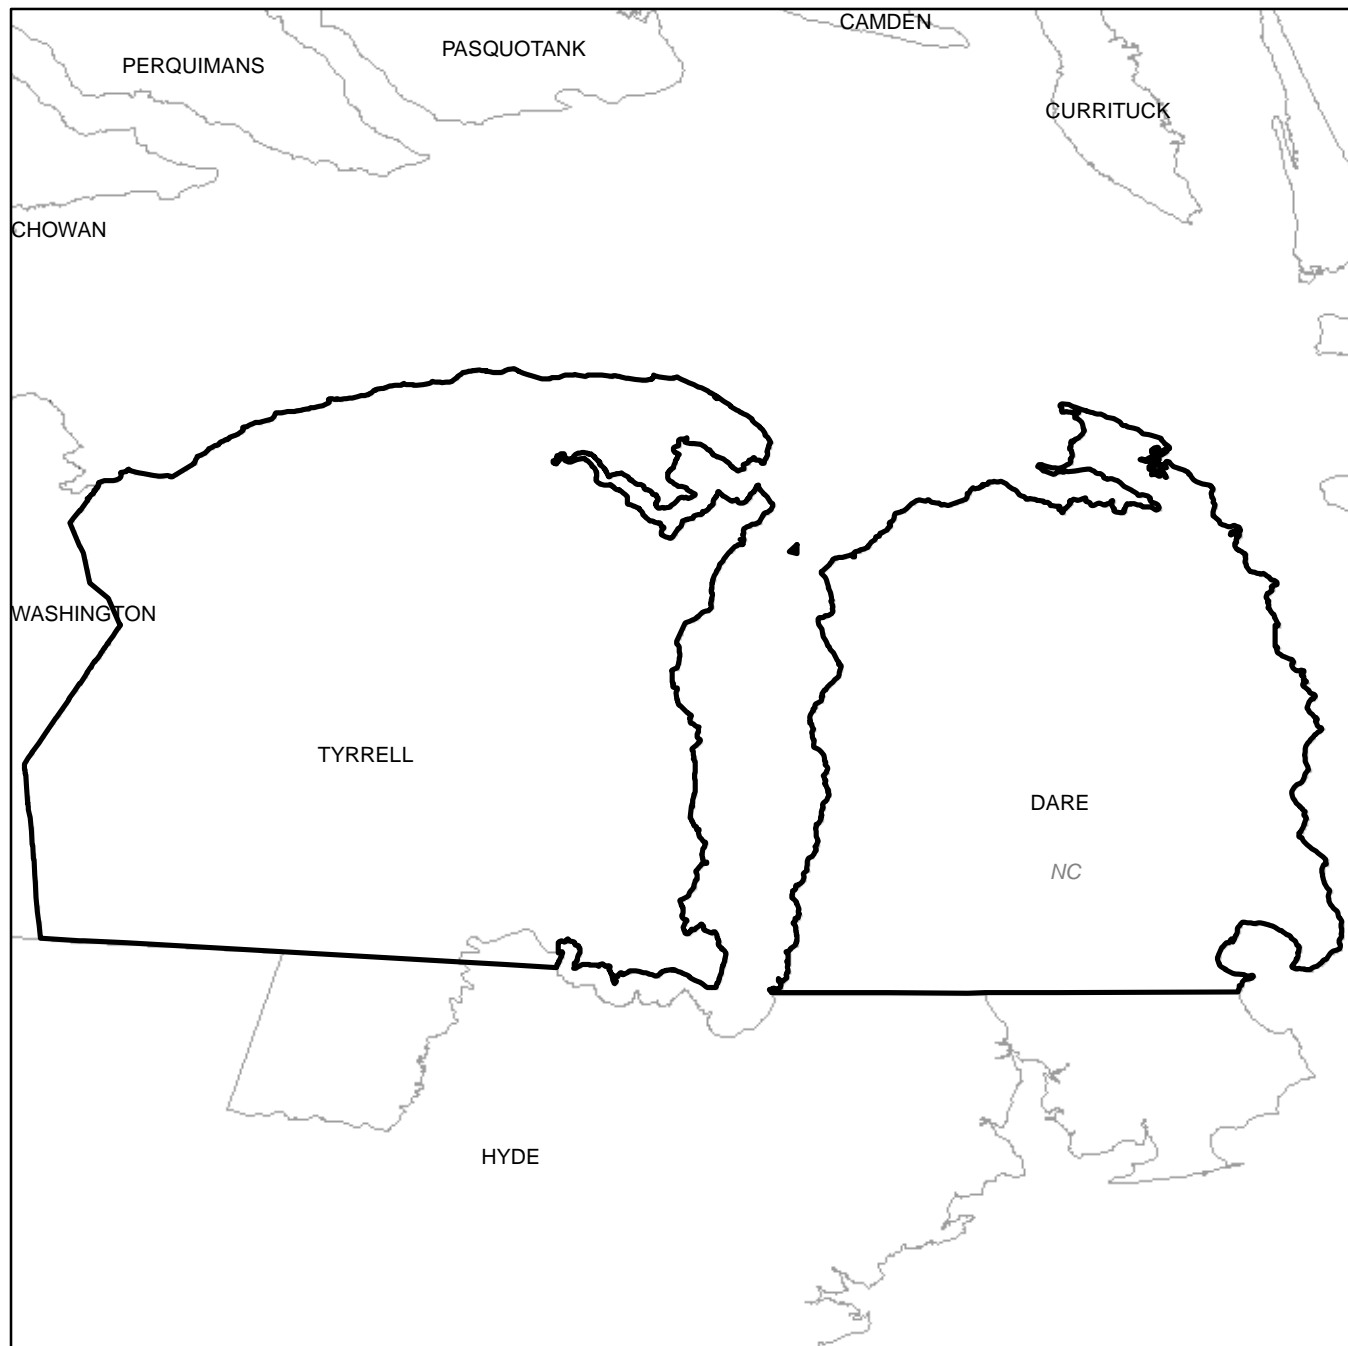 CAMDEN
PASQUOTANK
PERQUIMANS
CURRITUCK
CHOWAN
WASHINGTON
TYRRELL
DARE
NC
HYDE